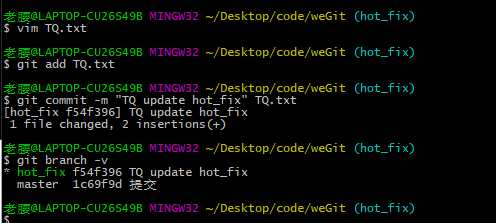 老腰@LAPTOP-CU26S49B MINGW32 ~/Desktop/code/weGit (hot_fix)
$ vim TQ.txt
老腰@LAPTOP-CU26S49B MINGW32 ~/Desktop/code/weGit (hot_fix)
$ git add TQ.txt
老腰@LAPTOP-CU26S49B MINGW32 ~/Desktop/code/weGit (hot_fix)
$ git commit -m "TQ update hot_fix" TQ.txt
[hot_fix f54f396] TQ update hot_fix
1 file changed, 2 insertions(+)
老腰@LAPTOP-CU26S49B MINGW32 ~/Desktop/code/weGit (hot_fix)
$ git branch -v
* hot_fix f54f396 TQ update hot_fix
master 1c69f9d 提交
老腰@LAPTOP-CU26S49B MINGW32 ~/Desktop/code/weGit (hot_fix)
$